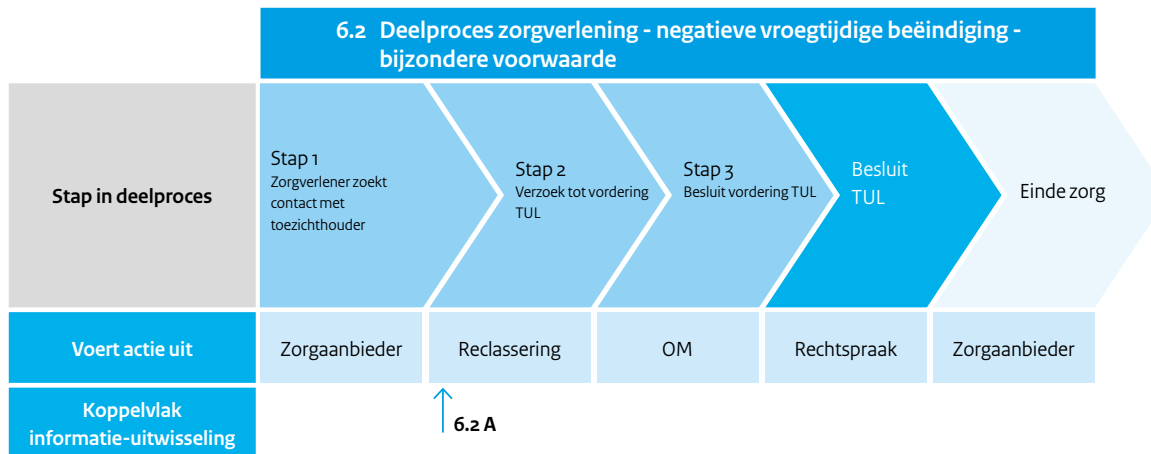 6.2 Deelproces zorgverlening - negatieve vroegtijdige beëindiging -
bijzondere voorwaarde
Stap in deelproces
Stap 1
Zorgverlener zoekt
contact met
toezichthouder
Stap 2
Verzoek tot vordering
TUL
Stap 3
Besluit vordering TUL
Besluit
TUL
Einde zorg
Voert actie uit
Zorgaanbieder
Reclassering
OM
Rechtspraak
Zorgaanbieder
Koppelvlak
informatie-uitwisseling
6.2 A